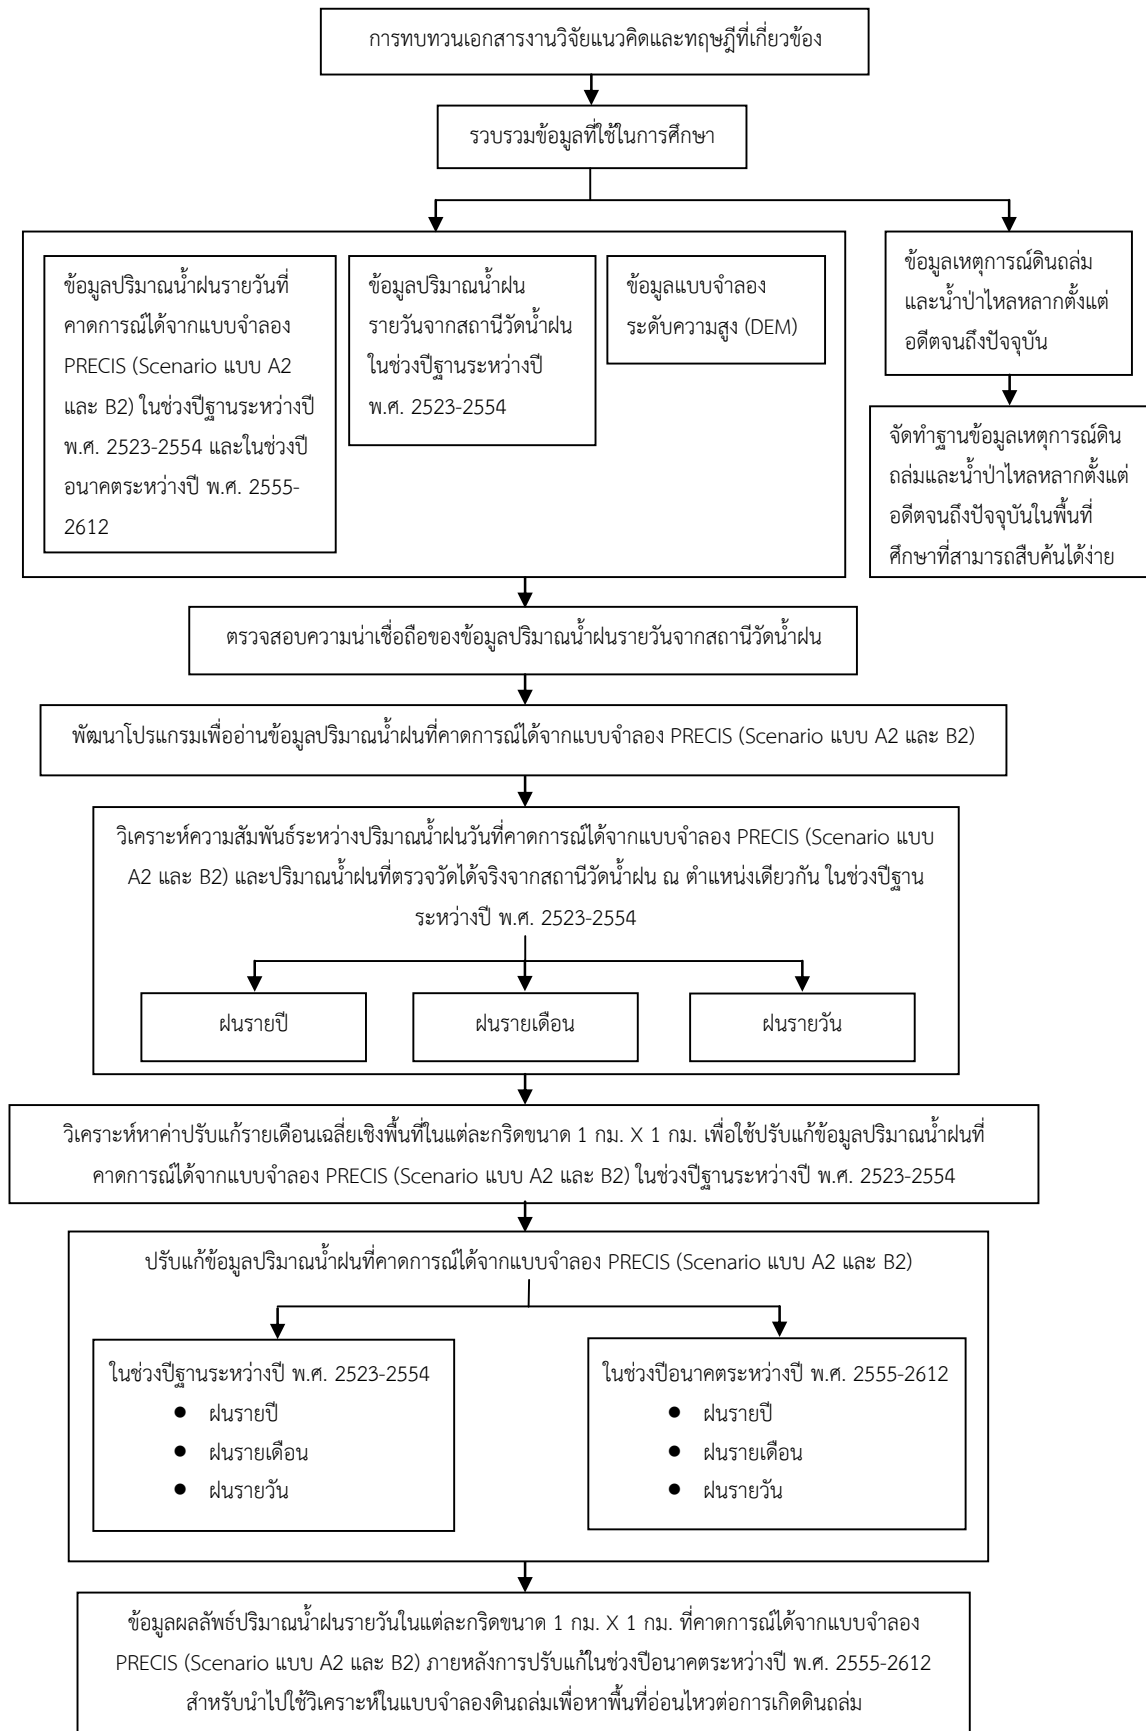 การทบทวนเอกสารงานวิจัยแนวคิดและทฤษฎีที่เกี่ยวข้อง
รวบรวมข้อมูลที่ใช้ในการศึกษา
ข้อมูลปริมาณน้ำฝนรายวันที่
คาดการณ์ได้จากแบบจำลอง
PRECIS (Scenario แบบ A2
และ B2) ในช่วงปีฐานระหว่างปี
พ.ศ. 2523-2554 และในช่วงปี
อนาคตระหว่างปี พ.ศ. 2555-
2612
ข้อมูลปริมาณน้ำฝน
รายวันจากสถานีวัดน้ำฝน
ในช่วงปีฐานระหว่างปี
พ.ศ. 2523-2554
ข้อมูลแบบจำลอง
ระดับความสูง (DEM)
ข้อมูลเหตุการณ์ดินถล่ม
และน้ำป่าไหลหลากตั้งแต่
อดีตจนถึงปัจจุบัน
จัดทำฐานข้อมูลเหตุการณ์ดิน
ถล่มและน้ำป่าไหลหลากตั้งแต่
อดีตจนถึงปัจจุบันในพื้นที่
ศึกษาที่สามารถสืบค้นได้ง่าย
ตรวจสอบความน่าเชื่อถือของข้อมูลปริมาณน้ำฝนรายวันจากสถานีวัดน้ำฝน
พัฒนาโปรแกรมเพื่ออ่านข้อมูลปริมาณน้ำฝนที่คาดการณ์ได้จากแบบจำลอง PRECIS (Scenario แบบ A2 และ B2)
วิเคราะห์ความสัมพันธ์ระหว่างปริมาณน้ำฝนวันที่คาดการณ์ได้จากแบบจำลอง PRECIS (Scenario แบบ
A2 และ B2) และปริมาณน้ำฝนที่ตรวจวัดได้จริงจากสถานีวัดน้ำฝน ณ ตำแหน่งเดียวกัน ในช่วงปีฐาน
ระหว่างปี พ.ศ. 2523-2554
ฝนรายปี
ฝนรายเดือน
ฝนรายวัน
วิเคราะห์หาค่าปรับแก้รายเดือนเฉลี่ยเชิงพื้นที่ในแต่ละกริดขนาด 1 กม. X 1 กม. เพื่อใช้ปรับแก้ข้อมูลปริมาณน้ำฝนที่
คาดการณ์ได้จากแบบจำลอง PRECIS (Scenario แบบ A2 และ B2) ในช่วงปีฐานระหว่างปี พ.ศ. 2523-2554
ปรับแก้ข้อมูลปริมาณน้ำฝนที่คาดการณ์ได้จากแบบจำลอง PRECIS (Scenario แบบ A2 และ B2)
ในช่วงปีฐานระหว่างปี พ.ศ. 2523-2554
● ฝนรายปี
● ฝนรายเดือน
● ฝนรายวัน
ในช่วงปีอนาคตระหว่างปี พ.ศ. 2555-2612
● ฝนรายปี
● ฝนรายเดือน
● ฝนรายวัน
ข้อมูลผลลัพธ์ปริมาณน้ำฝนรายวันในแต่ละกริดขนาด 1 กม. X 1 กม. ที่คาดการณ์ได้จากแบบจำลอง
PRECIS (Scenario แบบ A2 และ B2) ภายหลังการปรับแก้ในช่วงปีอนาคตระหว่างปี พ.ศ. 2555-2612
สำหรับนำไปใช้วิเคราะห์ในแบบจำลองดินถล่มเพื่อหาพื้นที่อ่อนไหวต่อการเกิดดินถล่ม